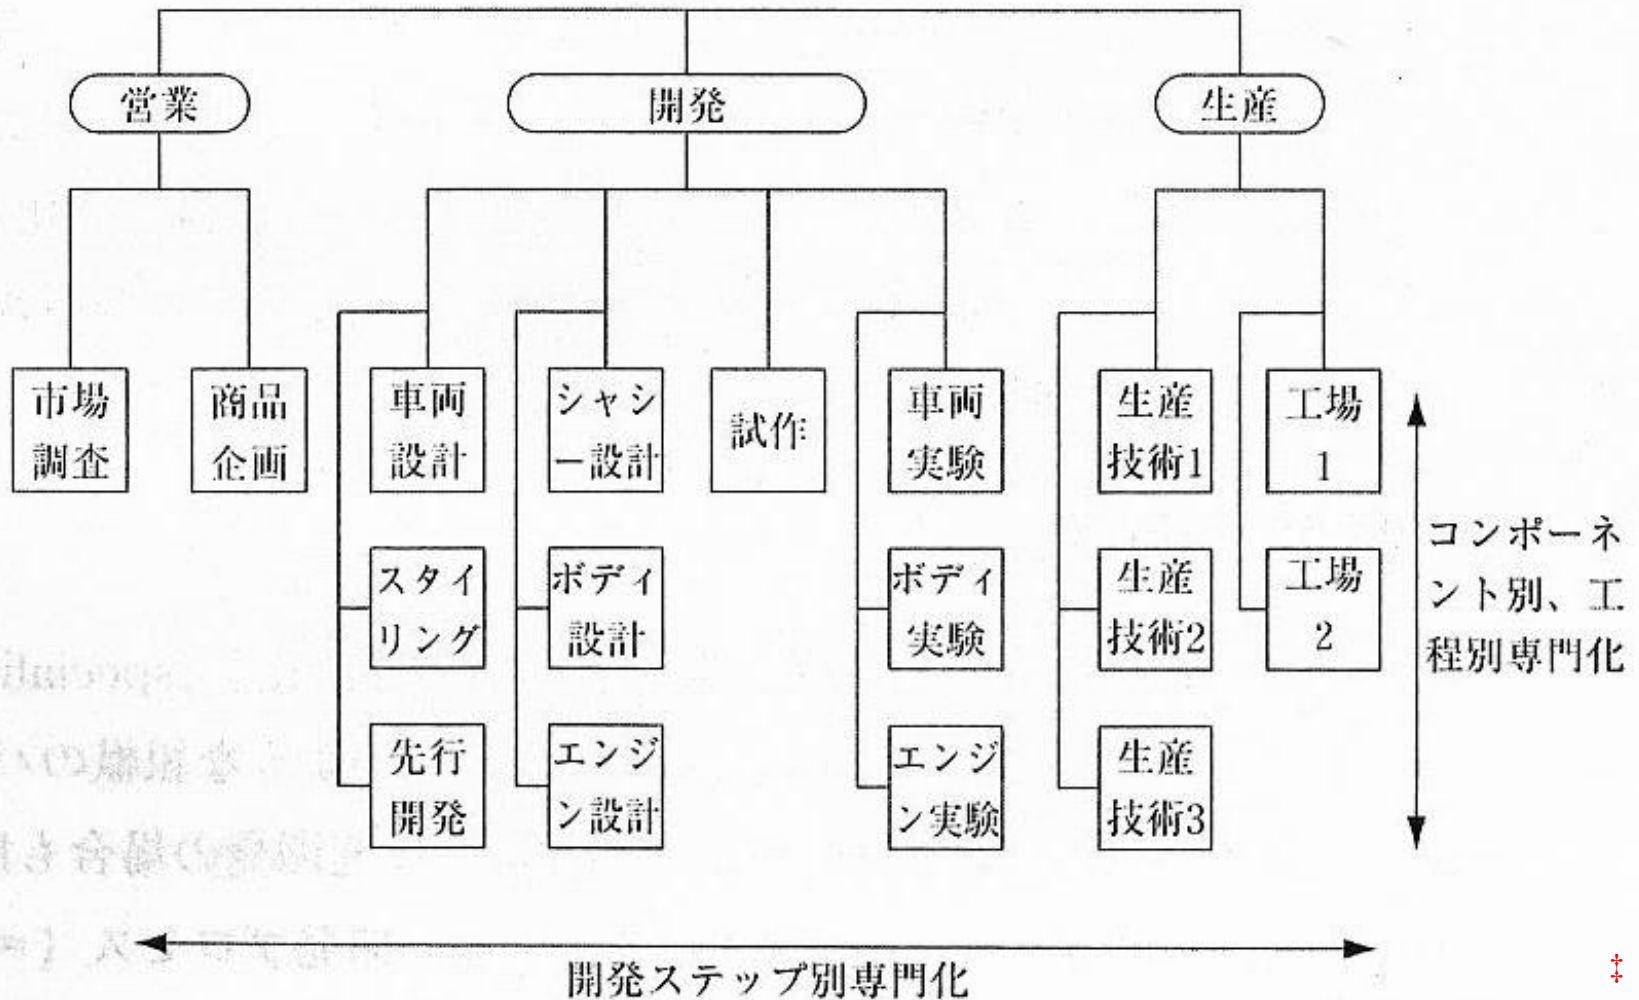 営業
開発
生産
市場
調査
商品
企画
車両
設計
シャシ
ー設計
試作
車両
実験
生産
技術1
工場
1
スタイ
リング
ボディ
設計
ボディ
実験
生産
技術2
工場
2
先行
開発
エンジ
ン設計
エンジ
ン実験
生産
技術3
コンポーネ
ント別、工
程別専門化
開発ステップ別専門化
‡